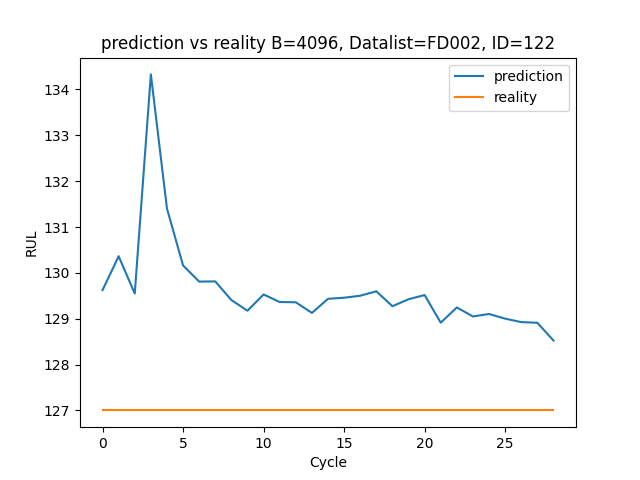 prediction vs reality B=4096, Datalist=FD002, ID=122
prediction
reality
RUL
134
133
132
131
130
129
128
127
0 5 10 15 20 25
Cycle